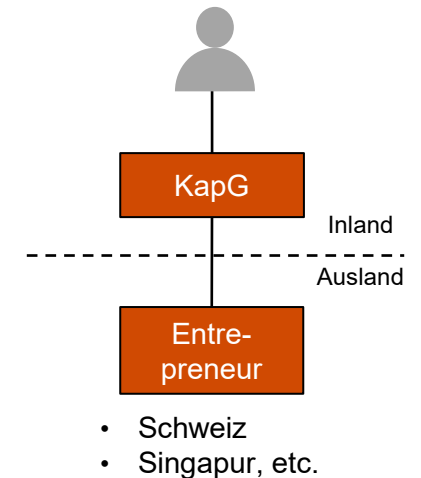 KapG
Inland
Ausland
Entre-
preneur
• Schweiz
• Singapur, etc.